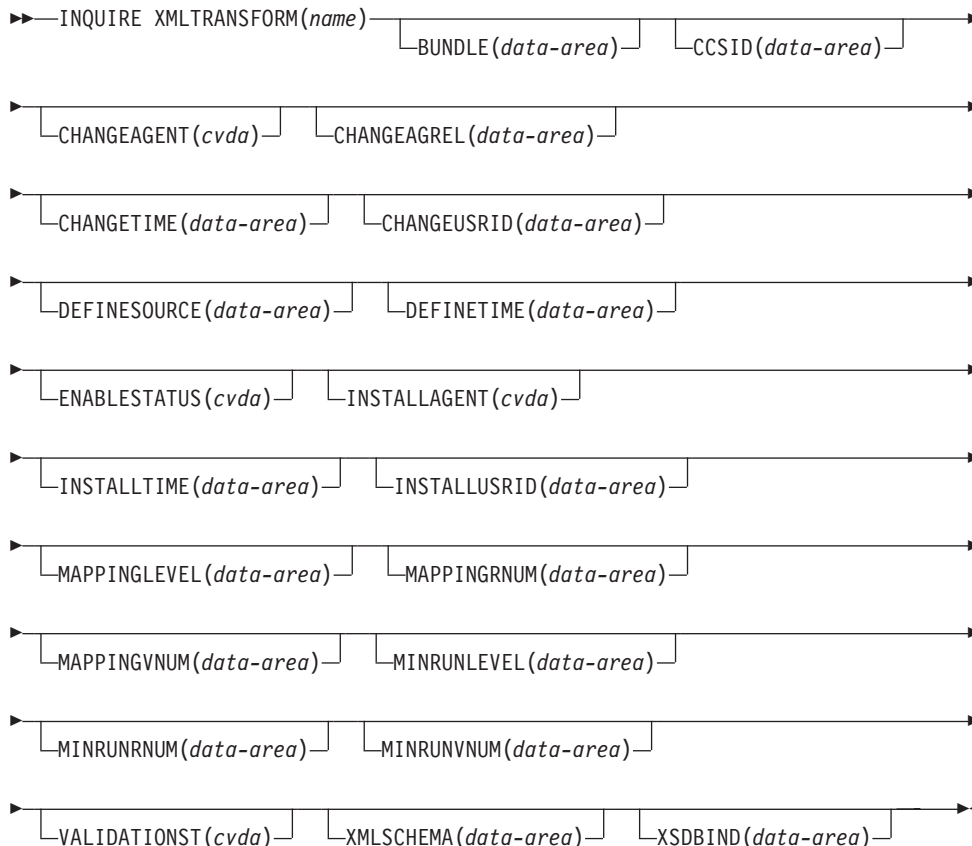 INQUIRE XMLTRANSFORM(name)
BUNDLE(data-area) CCSID(data-area)
CHANGEAGENT(cvda) CHANGEAGREL(data-area)
CHANGETIME(data-area) CHANGEUSRID(data-area)
DEFINESOURCE(data-area) DEFINETIME(data-area)
ENABLESTATUS(cvda) INSTALLAGENT(cvda)
INSTALLTIME(data-area) INSTALLUSRID(data-area)
MAPPINGLEVEL(data-area) MAPPINGRNUM(data-area)
MAPPINGVNUM(data-area) MINRUNLEVEL(data-area)
MINRUNRNUM(data-area) MINRUNVNUM(data-area)
VALIDATIONST(cvda) XMLSCHEMA(data-area) XSDBIND(data-area)